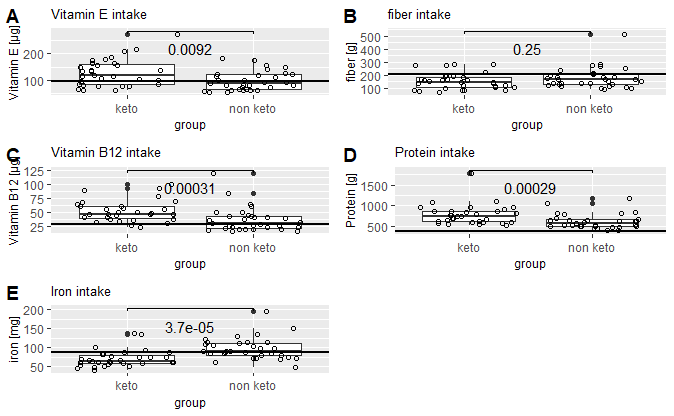 A Vitamin E intake
Vitamin E [µg]
200
100
0.0092
keto non keto
group
B fiber intake
fiber [g]
500
400
300
200
100
0.25
keto non keto
group
C Vitamin B12 intake
Vitamin B12 [µg]
125
100
75
50
25
0.00031
keto non keto
group
D Protein intake
Protein [g]
1500
1000
500
0.00029
keto non keto
group
E Iron intake
iron [mg]
200
150
100
50
3.7e-05
keto non keto
group